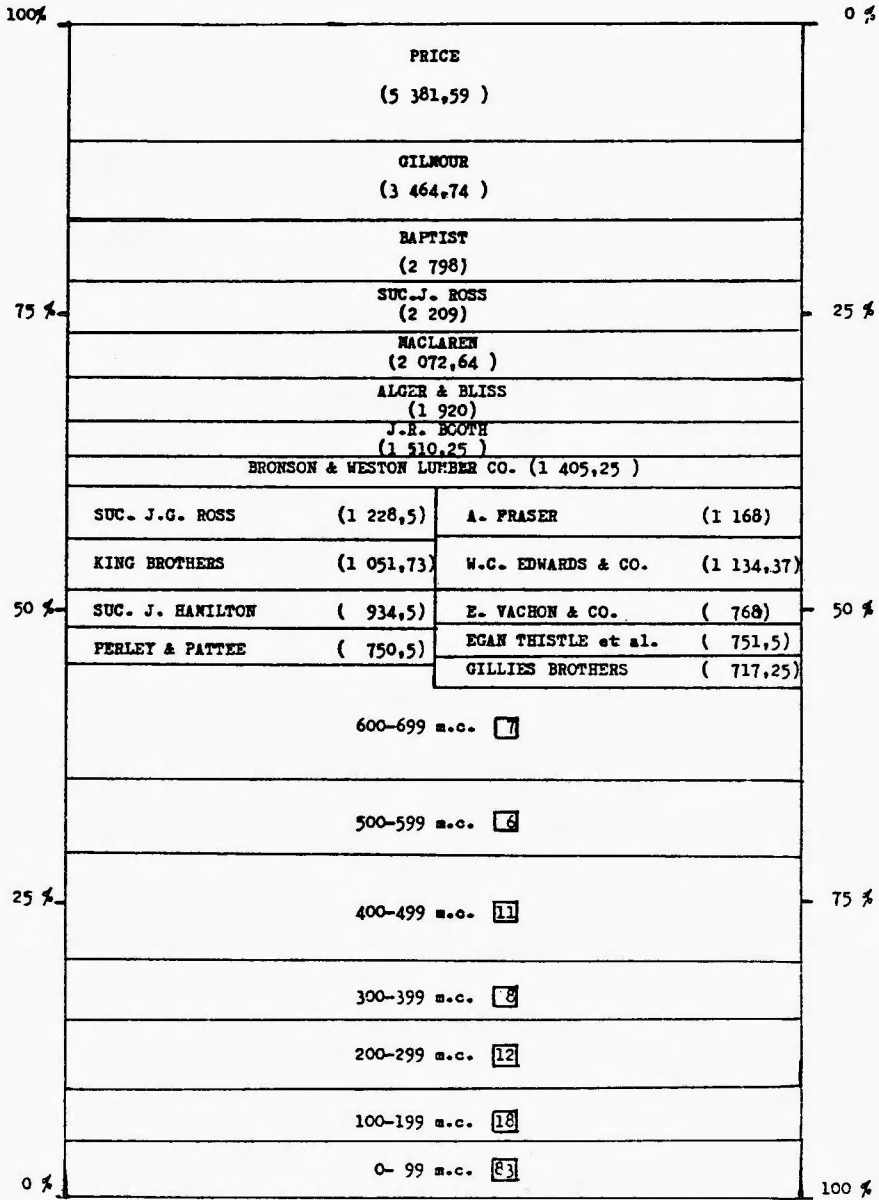 100% 0 %
PRICE
(5 381,59 )
GILMOUR
(3 464,74 )
BAPTIST
(2 798)
SUC.J. ROSS
75 % (2 209) 25 %
MACLAREN
(2 072,64 )
ALGER & BLISS
(1 920)
J.R. BOOTH
(1 510,25 )
BRONSON & WESTON LUMBER CO. (1 405,25 )
SUC. J.G. ROSS (1 228,5) A. FRASER (1 168)
KING BROTHERS (1 051,73) W.C. EDWARDS & CO. (1 134,37)
50 % SUC. J. HAMILTON ( 934,5) E. VACHON & CO. ( 768) 50 %
PERLEY & PATTEE ( 750,5) EGAN THISTLE et al. ( 751,5)
GILLIES BROTHERS ( 717,25)
600-699 m.c. 7
500-599 m.c. 6
25 % 400-499 m.c. 11 75 %
300-399 m.c. 8
200-299 m.c. 12
100-199 m.c. 18
0- 99 m.c. 83
0 % 100 %